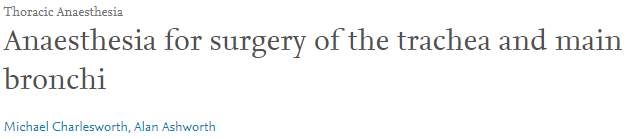 Thoracic Anaesthesia
Anaesthesia for surgery of the trachea and main
bronchi
Michael Charlesworth, Alan Ashworth